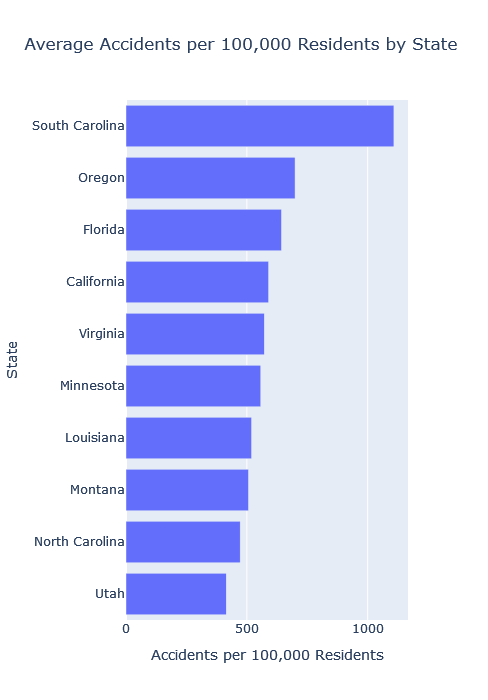 Average Accidents per 100,000 Residents by State
South Carolina
Oregon
Florida
California
Virginia
Minnesota
Louisiana
Montana
North Carolina
Utah
State
0 500 1000
Accidents per 100,000 Residents